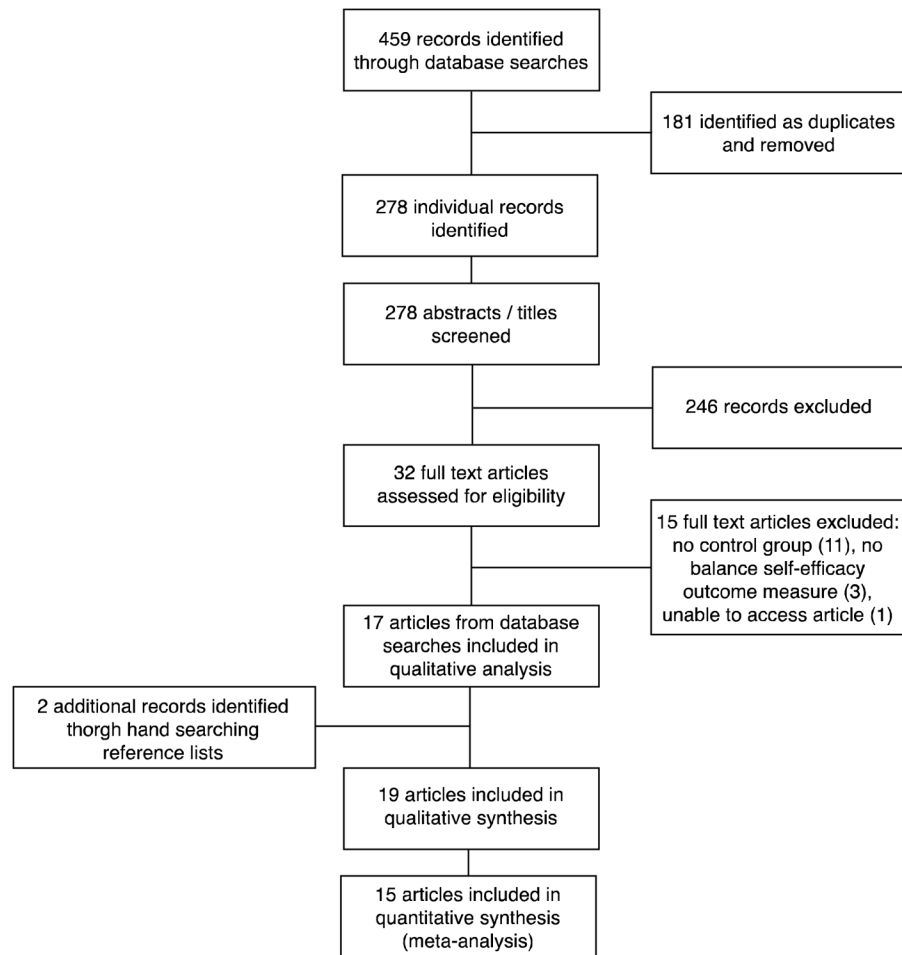 459 records identified
through database searches
181 identified as duplicates
and removed
278 individual records
identified
278 abstracts / titles
screened
246 records excluded
32 full text articles
assessed for eligibility
15 full text articles excluded:
no control group (11), no
balance self-efficacy
outcome measure (3),
unable to access article (1)
17 articles from database
searches included in
qualitative analysis
2 additional records identified
thorgh hand searching
reference lists
19 articles included in
qualitative synthesis
15 articles included in
quantitative synthesis
(meta-analysis)